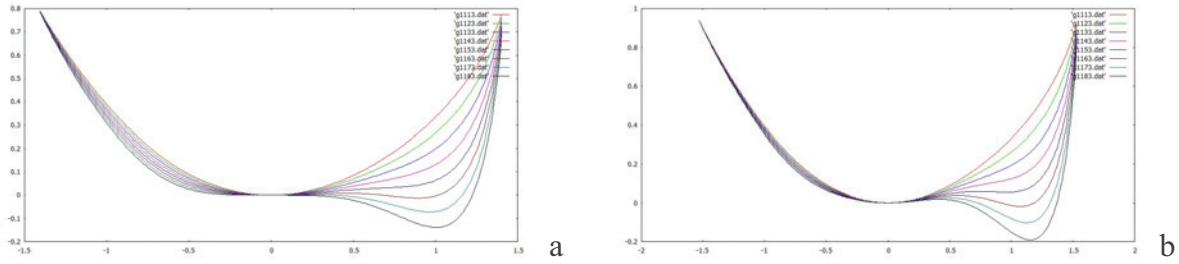 0.8
0.7
0.6
0.5
0.4
0.3
0.2
0.1
0
-0.1
-0.2
-1.5 -1 -0.5 0 0.5 1 1.5
'g1113.dat'
'g1123.dat'
'g1133.dat'
'g1143.dat'
'g1153.dat'
'g1163.dat'
'g1173.dat'
'g1183.dat'
a
1
0.8
0.6
0.4
0.2
0
-0.2
-2 -1.5 -1 -0.5 0 0.5 1 1.5 2
'g1113.dat'
'g1123.dat'
'g1133.dat'
'g1143.dat'
'g1153.dat'
'g1163.dat'
'g1173.dat'
'g1183.dat'
b